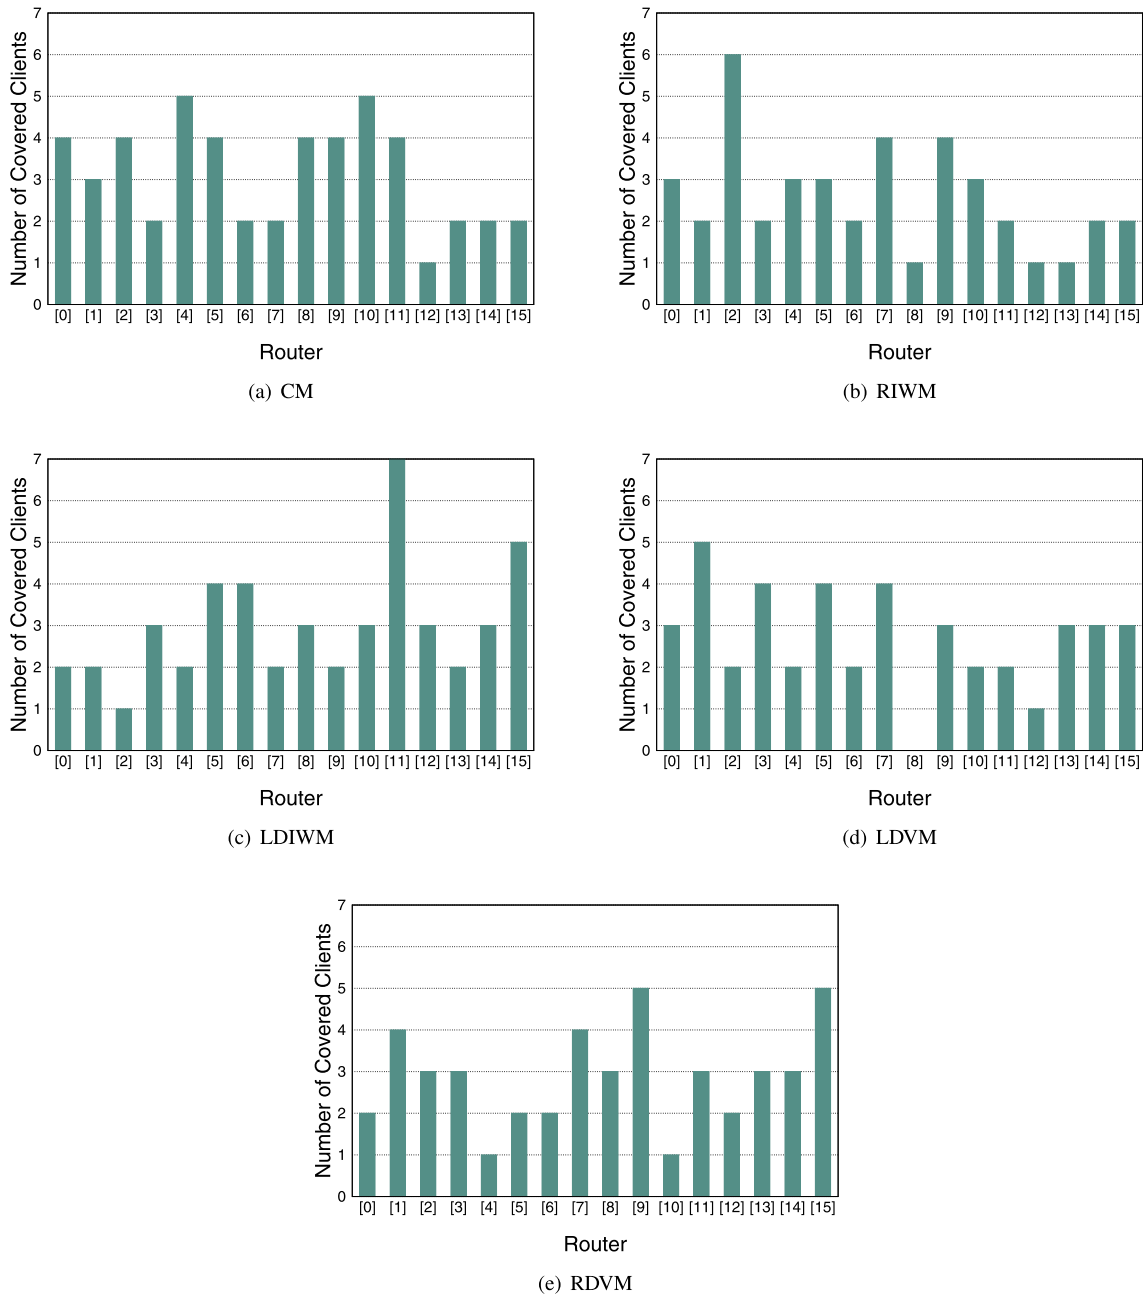 Number of Covered Clients
7
6
5
4
3
2
1
0
[0] [1] [2] [3] [4] [5] [6] [7] [8] [9] [10] [11] [12] [13] [14] [15]
Router
(a) CM
Number of Covered Clients
7
6
5
4
3
2
1
0
[0] [1] [2] [3] [4] [5] [6] [7] [8] [9] [10] [11] [12] [13] [14] [15]
Router
(b) RIWM
Number of Covered Clients
7
6
5
4
3
2
1
0
[0] [1] [2] [3] [4] [5] [6] [7] [8] [9] [10] [11] [12] [13] [14] [15]
Router
(c) LDIWM
Number of Covered Clients
7
6
5
4
3
2
1
0
[0] [1] [2] [3] [4] [5] [6] [7] [8] [9] [10] [11] [12] [13] [14] [15]
Router
(d) LDVM
Number of Covered Clients
7
6
5
4
3
2
1
0
[0] [1] [2] [3] [4] [5] [6] [7] [8] [9] [10] [11] [12] [13] [14] [15]
Router
(e) RDVM